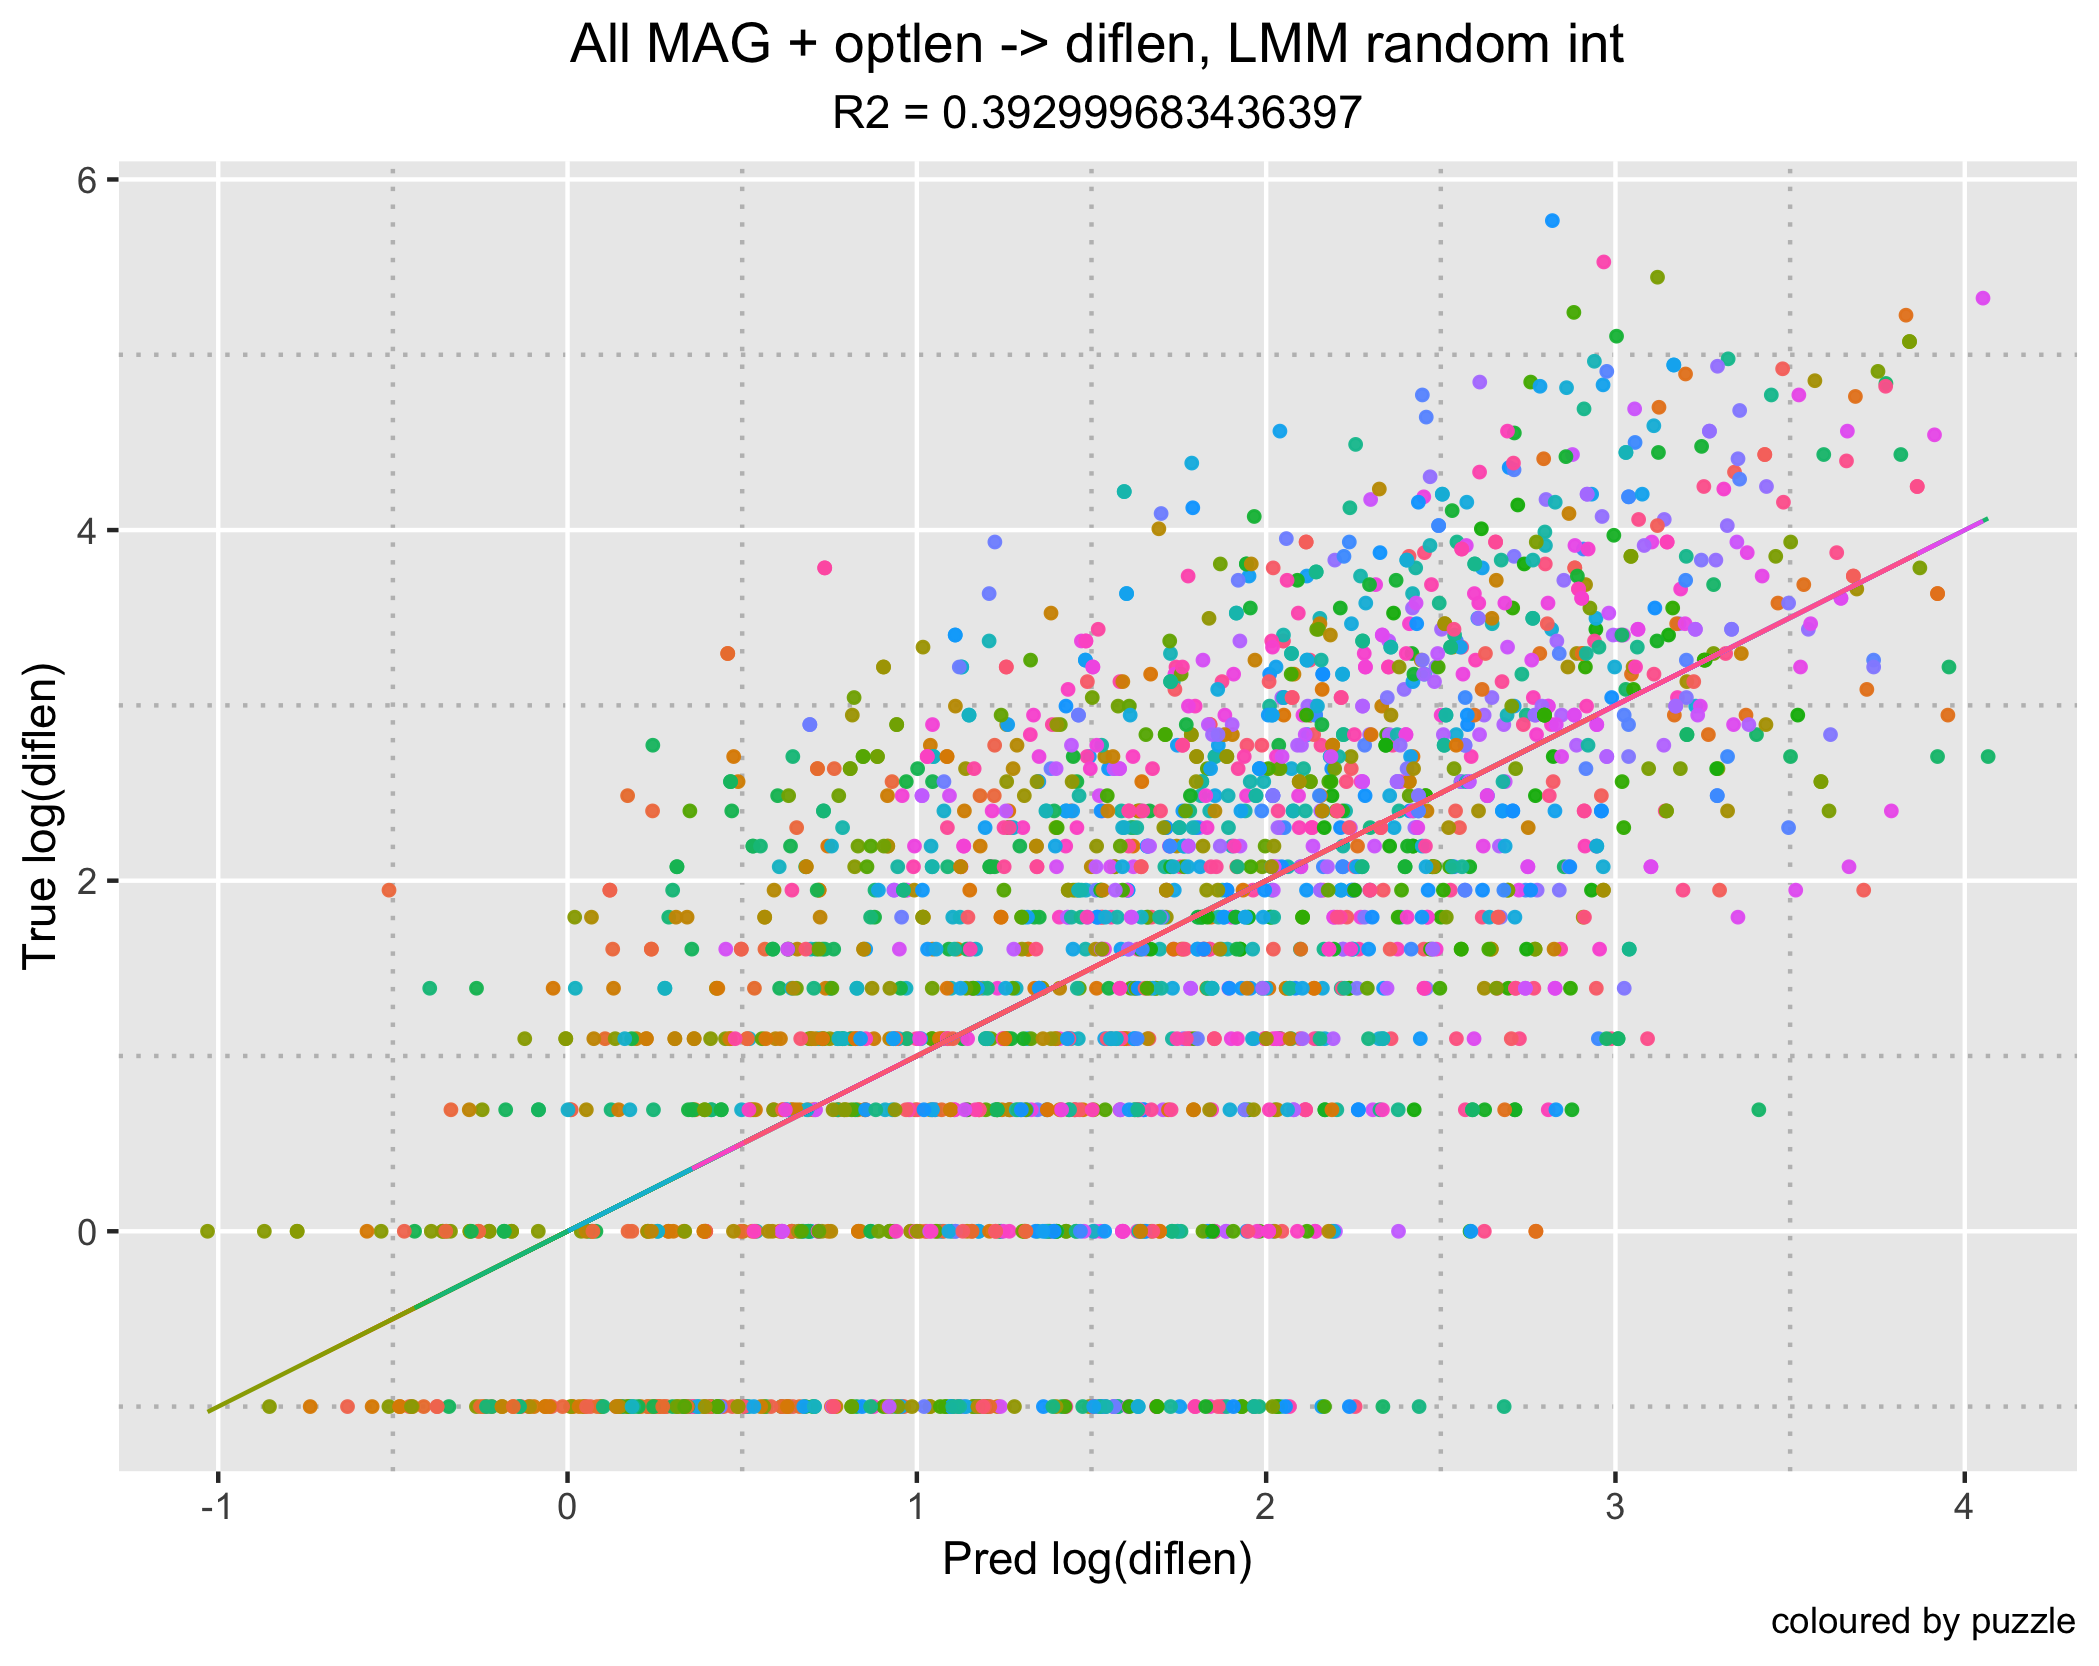 All MAG + optlen -> diflen, LMM random int
R2 = 0.392999683436397
6
4
2
0
True log(diflen)
-1
0
1
2
3
4
Pred log(diflen)
coloured by puzzle